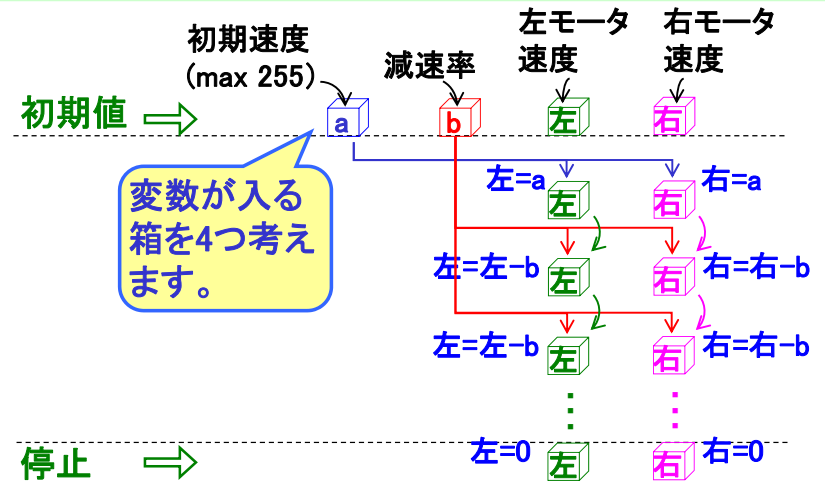 初期速度
(max 255)
減速率
左モータ
速度
右モータ
速度
初期値
a
b
左
右
変数が入る
箱を4つ考え
ます。
左=a
左
右
右=a
左=左-b
左
右
右=右-b
左=左-b
左
右
右=右-b
停止
左=0
左
右
右=0